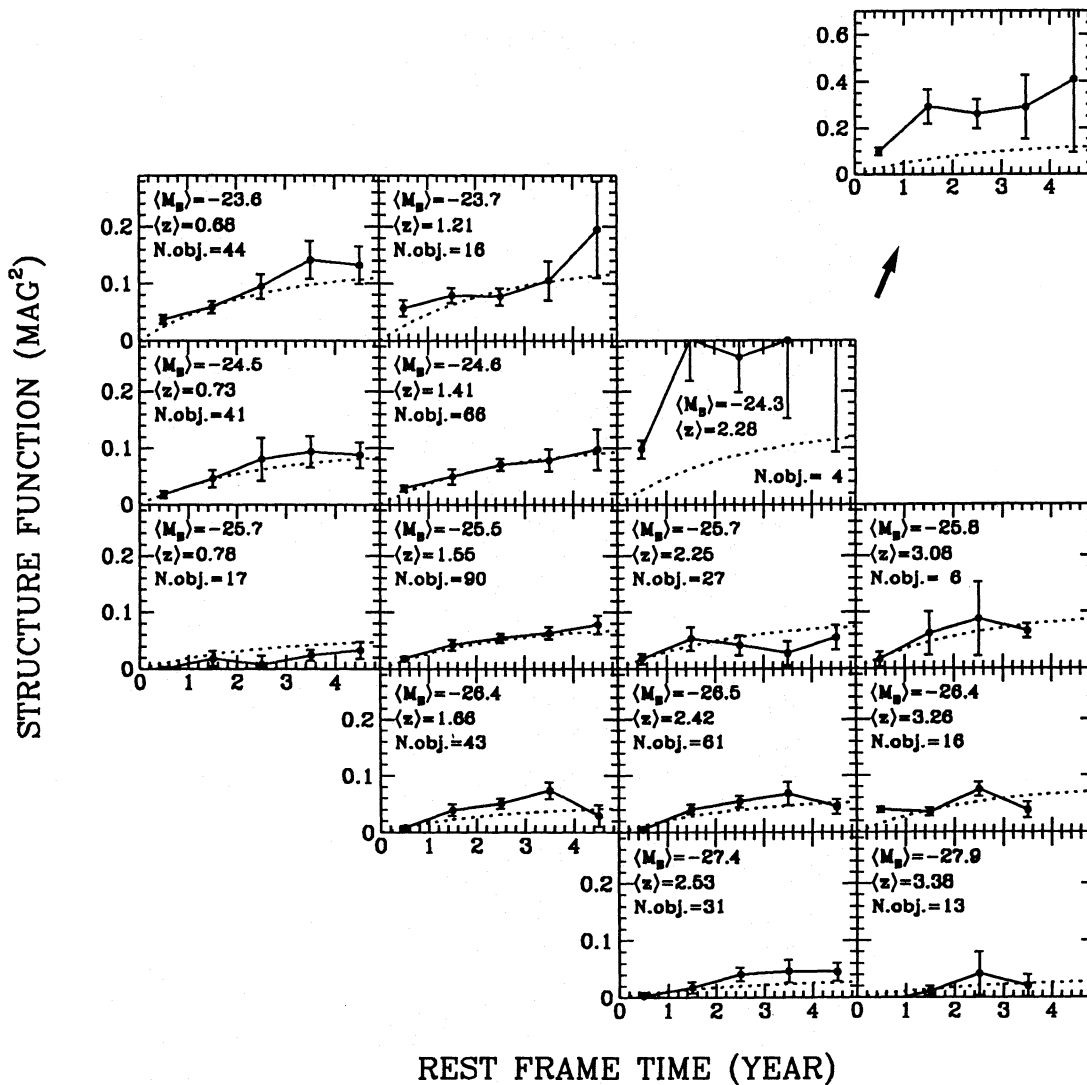 0.6
0.4
0.2
0
0 1 2 3 4
STRUCTURE FUNCTION (MAG²)
0.2
0.1
0
⟨M_B⟩=−23.6
⟨z⟩=0.68
N.obj.=44
⟨M_B⟩=−23.7
⟨z⟩=1.21
N.obj.=16
0.2
0.1
0
⟨M_B⟩=−24.5
⟨z⟩=0.73
N.obj.=41
⟨M_B⟩=−24.6
⟨z⟩=1.41
N.obj.=66
⟨M_B⟩=−24.3
⟨z⟩=2.28
N.obj.= 4
0.2
0.1
0
⟨M_B⟩=−25.7
⟨z⟩=0.78
N.obj.=17
⟨M_B⟩=−25.5
⟨z⟩=1.55
N.obj.=90
⟨M_B⟩=−25.7
⟨z⟩=2.25
N.obj.=27
⟨M_B⟩=−25.8
⟨z⟩=3.08
N.obj.= 6
0 1 2 3 4
0.2
0.1
0
⟨M_B⟩=−26.4
⟨z⟩=1.66
N.obj.=43
⟨M_B⟩=−26.5
⟨z⟩=2.42
N.obj.=61
⟨M_B⟩=−26.4
⟨z⟩=3.26
N.obj.=16
0 1 2 3 4
0.2
0.1
0
⟨M_B⟩=−27.4
⟨z⟩=2.53
N.obj.=31
⟨M_B⟩=−27.9
⟨z⟩=3.38
N.obj.=13
0 1 2 3 4 0 1 2 3 4
REST FRAME TIME (YEAR)